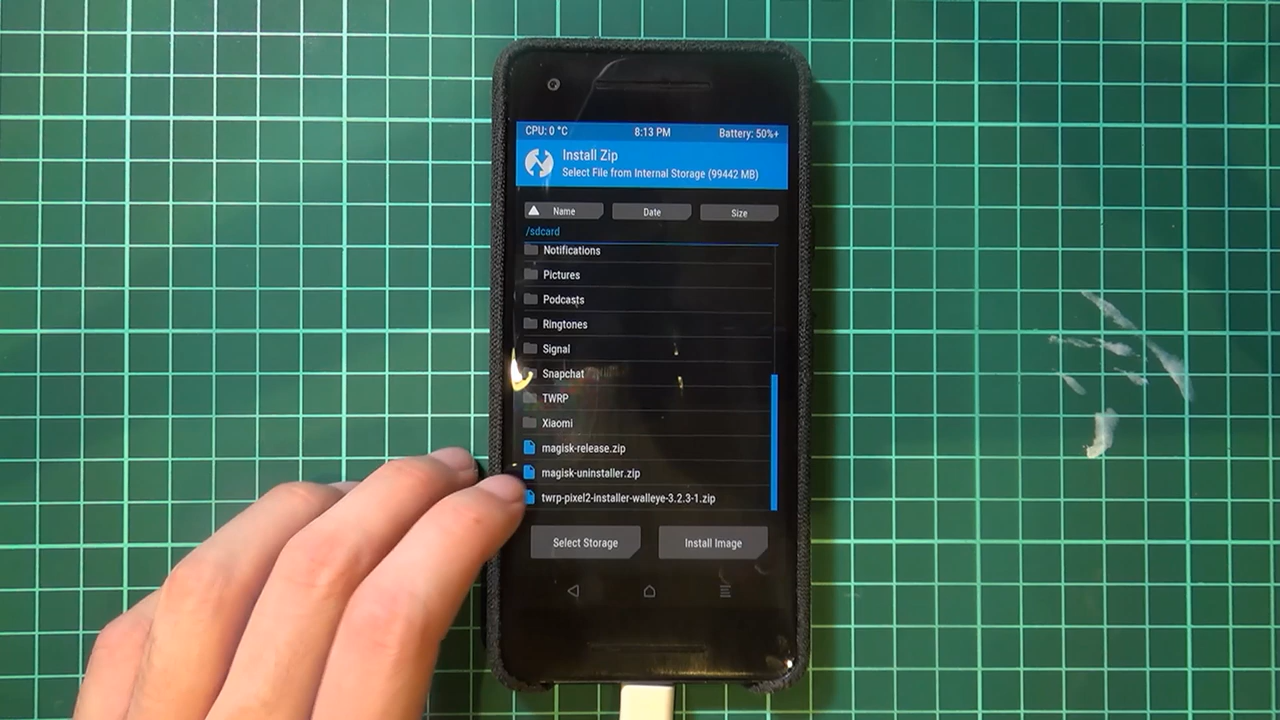 CPU: 0 °C 8:13 PM Battery: 50%+
Install Zip
Select File from Internal Storage (99442 MB)
Name Date Size
/sdcard
Notifications
Pictures
Podcasts
Ringtones
Signal
Snapchat
TWRP
Xiaomi
magisk-release.zip
magisk-uninstaller.zip
twrp-pixel2-installer-walleye-3.2.3-1.zip
Select Storage Install Image